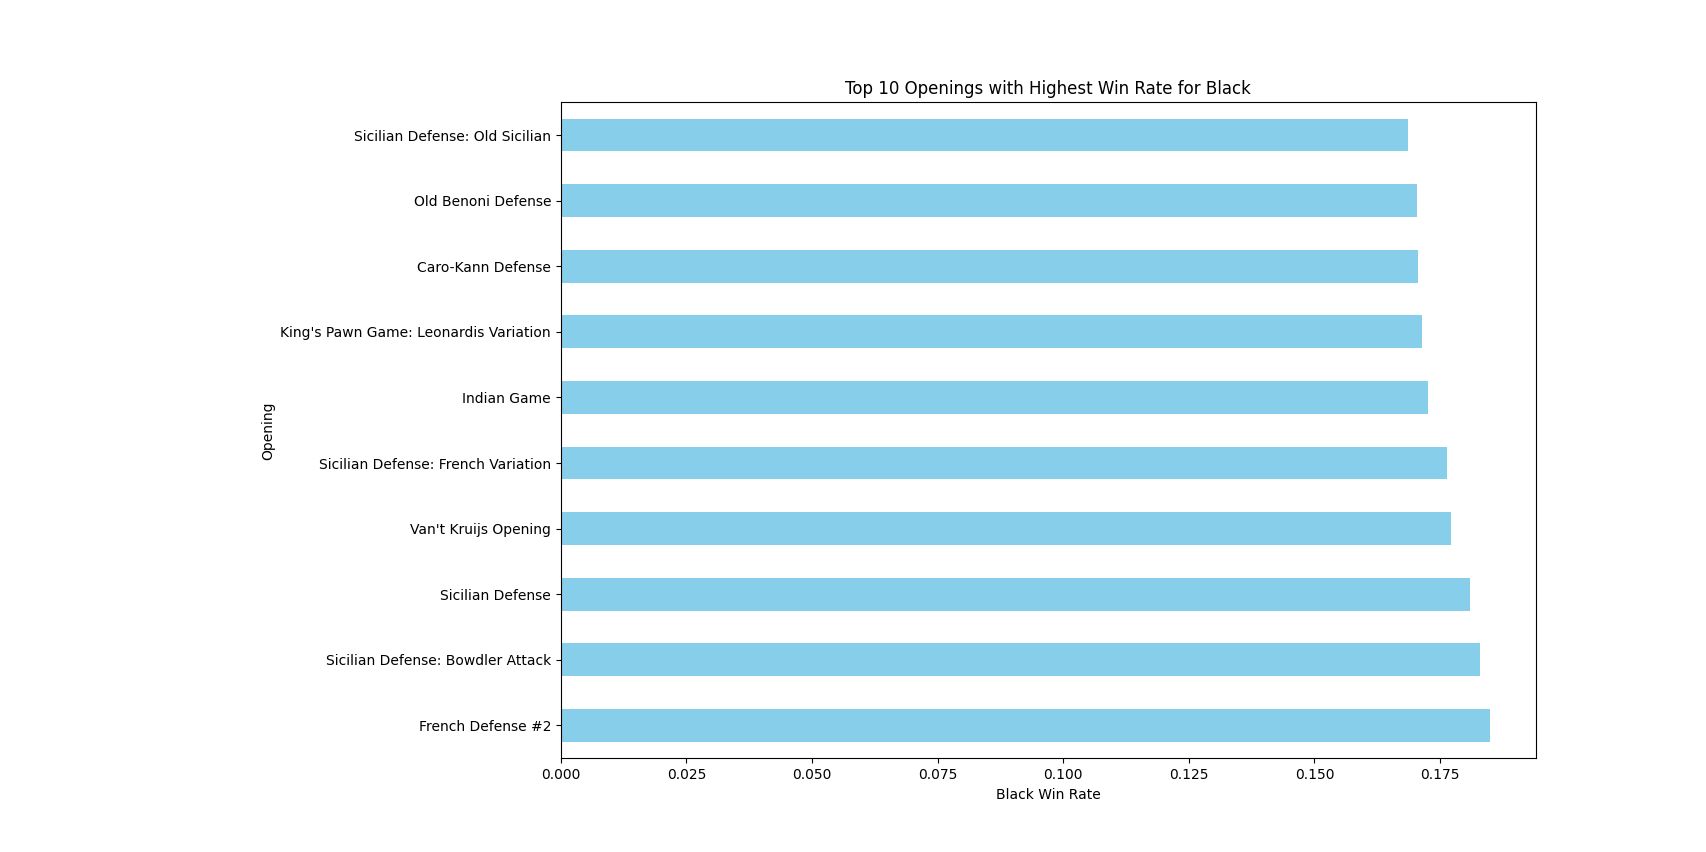 Top 10 Openings with Highest Win Rate for Black
Sicilian Defense: Old Sicilian
Old Benoni Defense
Caro-Kann Defense
King's Pawn Game: Leonardis Variation
Indian Game
Sicilian Defense: French Variation
Van't Kruijs Opening
Sicilian Defense
Sicilian Defense: Bowdler Attack
French Defense #2
Opening
0.000 0.025 0.050 0.075 0.100 0.125 0.150 0.175
Black Win Rate